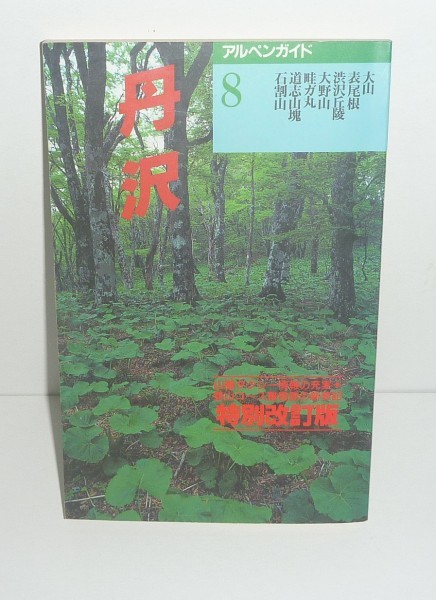 アルペンガイド
8
大山
表尾根
渋沢丘陵
大野山
畦ガ丸
道志山塊
石割山
丹沢
特別改訂版